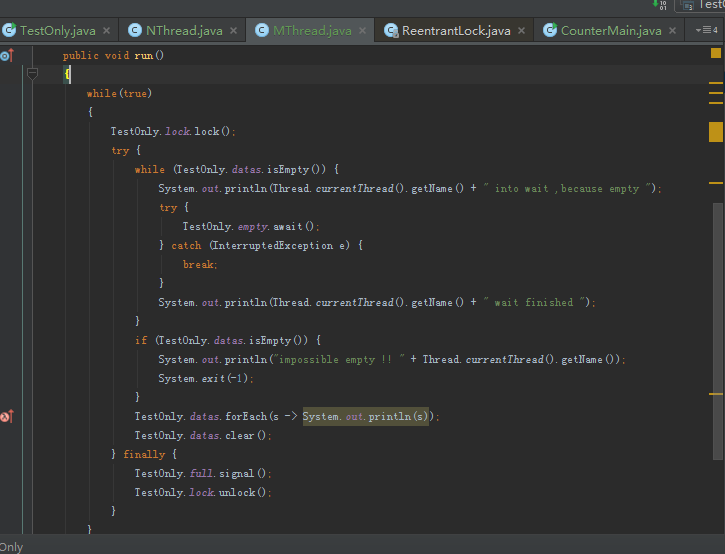 TestOnly.java × NThread.java × MThread.java × ReentrantLock.java × CounterMain.java × 4
public void run()
{
while(true)
{
TestOnly.lock.lock();
try {
while (TestOnly.datas.isEmpty()) {
System.out.println(Thread.currentThread().getName() + " into wait ,because empty ");
try {
TestOnly.empty.await();
} catch (InterruptedException e) {
break;
}
System.out.println(Thread.currentThread().getName() + " wait finished ");
}
if (TestOnly.datas.isEmpty()) {
System.out.println("impossible empty !! " + Thread.currentThread().getName());
System.exit(-1);
}
TestOnly.datas.forEach(s -> System.out.println(s));
TestOnly.datas.clear();
} finally {
TestOnly.full.signal();
TestOnly.lock.unlock();
}
}
Only